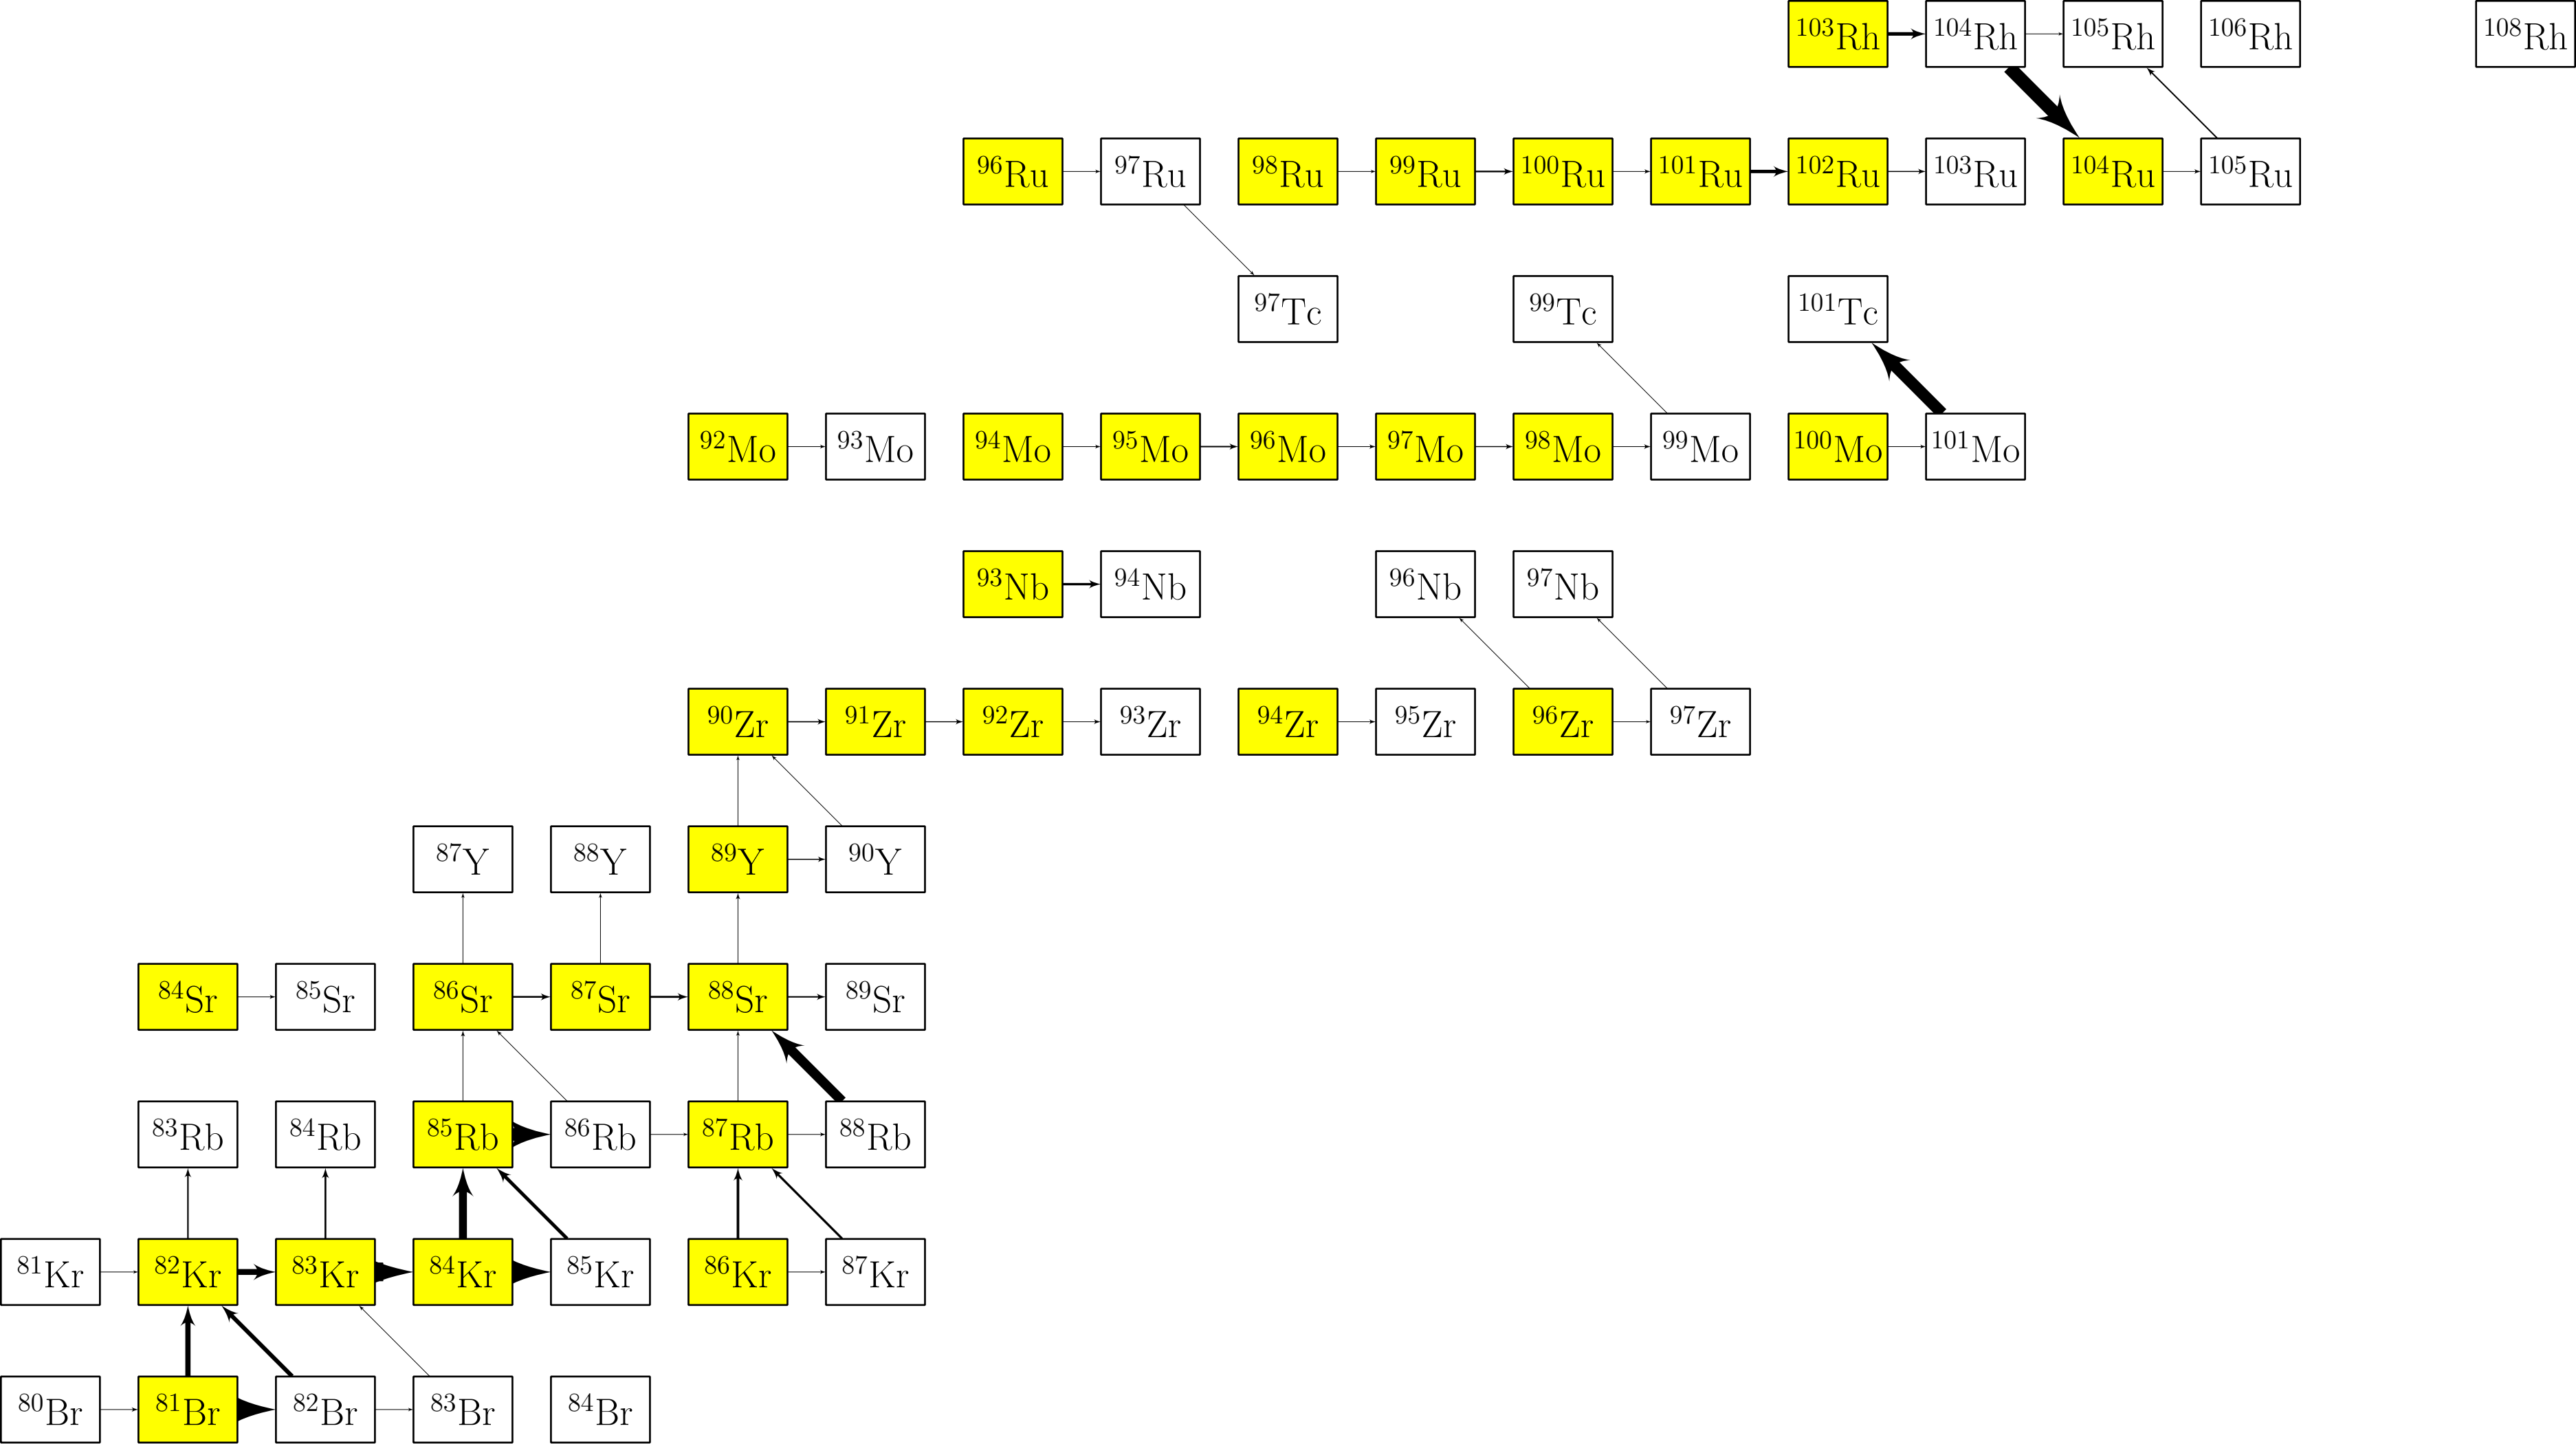 103Rh 104Rh 105Rh 106Rh 108Rh
96Ru 97Ru 98Ru 99Ru 100Ru 101Ru 102Ru 103Ru 104Ru 105Ru
97Tc 99Tc 101Tc
92Mo 93Mo 94Mo 95Mo 96Mo 97Mo 98Mo 99Mo 100Mo 101Mo
93Nb 94Nb 96Nb 97Nb
90Zr 91Zr 92Zr 93Zr 94Zr 95Zr 96Zr 97Zr
87Y 88Y 89Y 90Y
84Sr 85Sr 86Sr 87Sr 88Sr 89Sr
83Rb 84Rb 85Rb 86Rb 87Rb 88Rb
81Kr 82Kr 83Kr 84Kr 85Kr 86Kr 87Kr
80Br 81Br 82Br 83Br 84Br